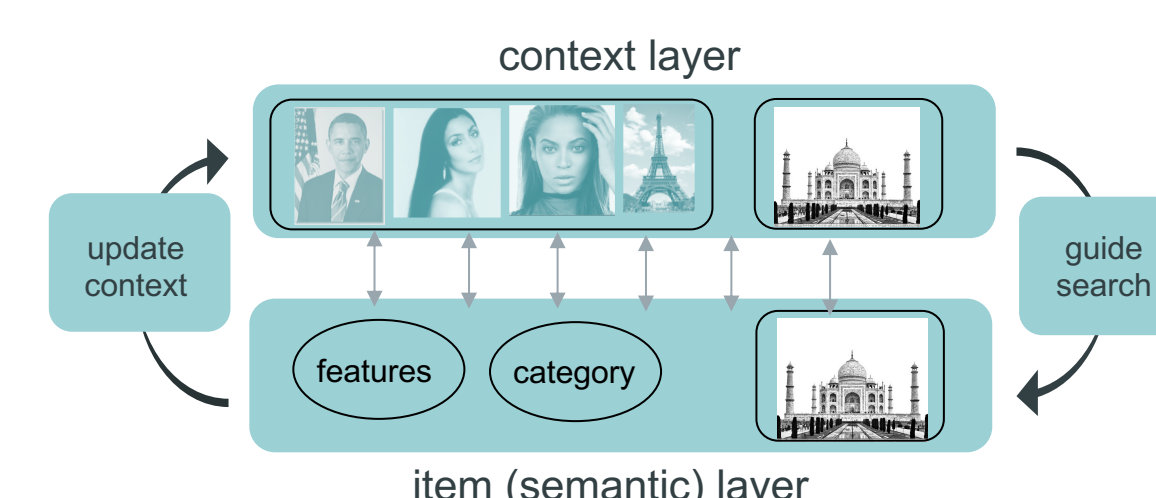 context layer
update
context
guide
search
features
category
item (semantic) layer